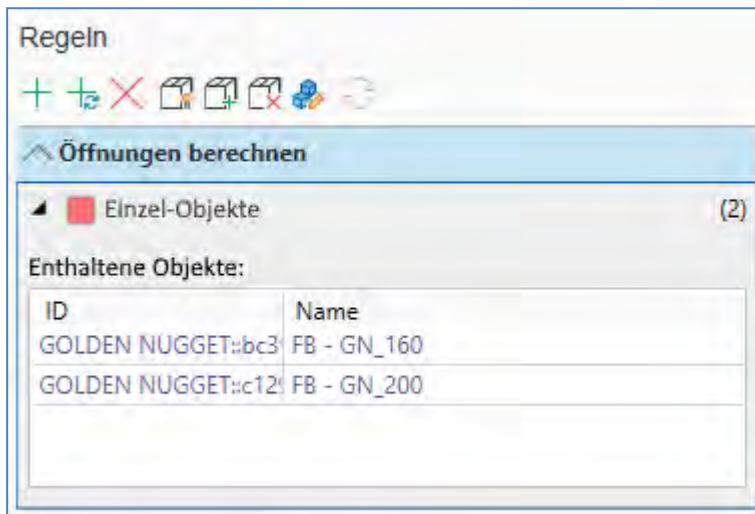 Regeln
Öffnungen berechnen
Einzel-Objekte (2)
Enthaltene Objekte:
ID Name
GOLDEN NUGGET::bc3 FB - GN_160
GOLDEN NUGGET::c12 FB - GN_200